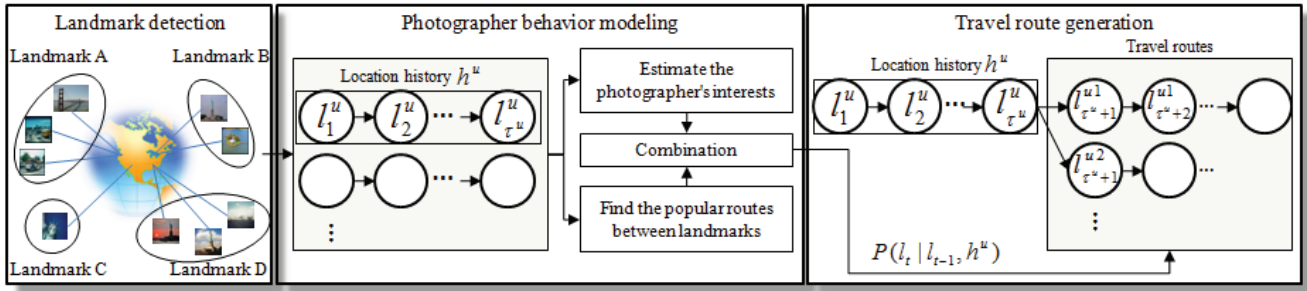 Landmark detection
Landmark A
Landmark B
Landmark C
Landmark D
Photographer behavior modeling
Location history h^u
l_1^u l_2^u ... l_{τ^u}^u
...
⋮
Estimate the
photographer's interests
Combination
Find the popular routes
between landmarks
Travel route generation
Location history h^u
l_1^u l_2^u ... l_{τ^u}^u
Travel routes
l_{τ^u+1}^{u1} l_{τ^u+2}^{u1} ...
l_{τ^u+1}^{u2} ...
⋮
P(l_t | l_{t-1}, h^u)